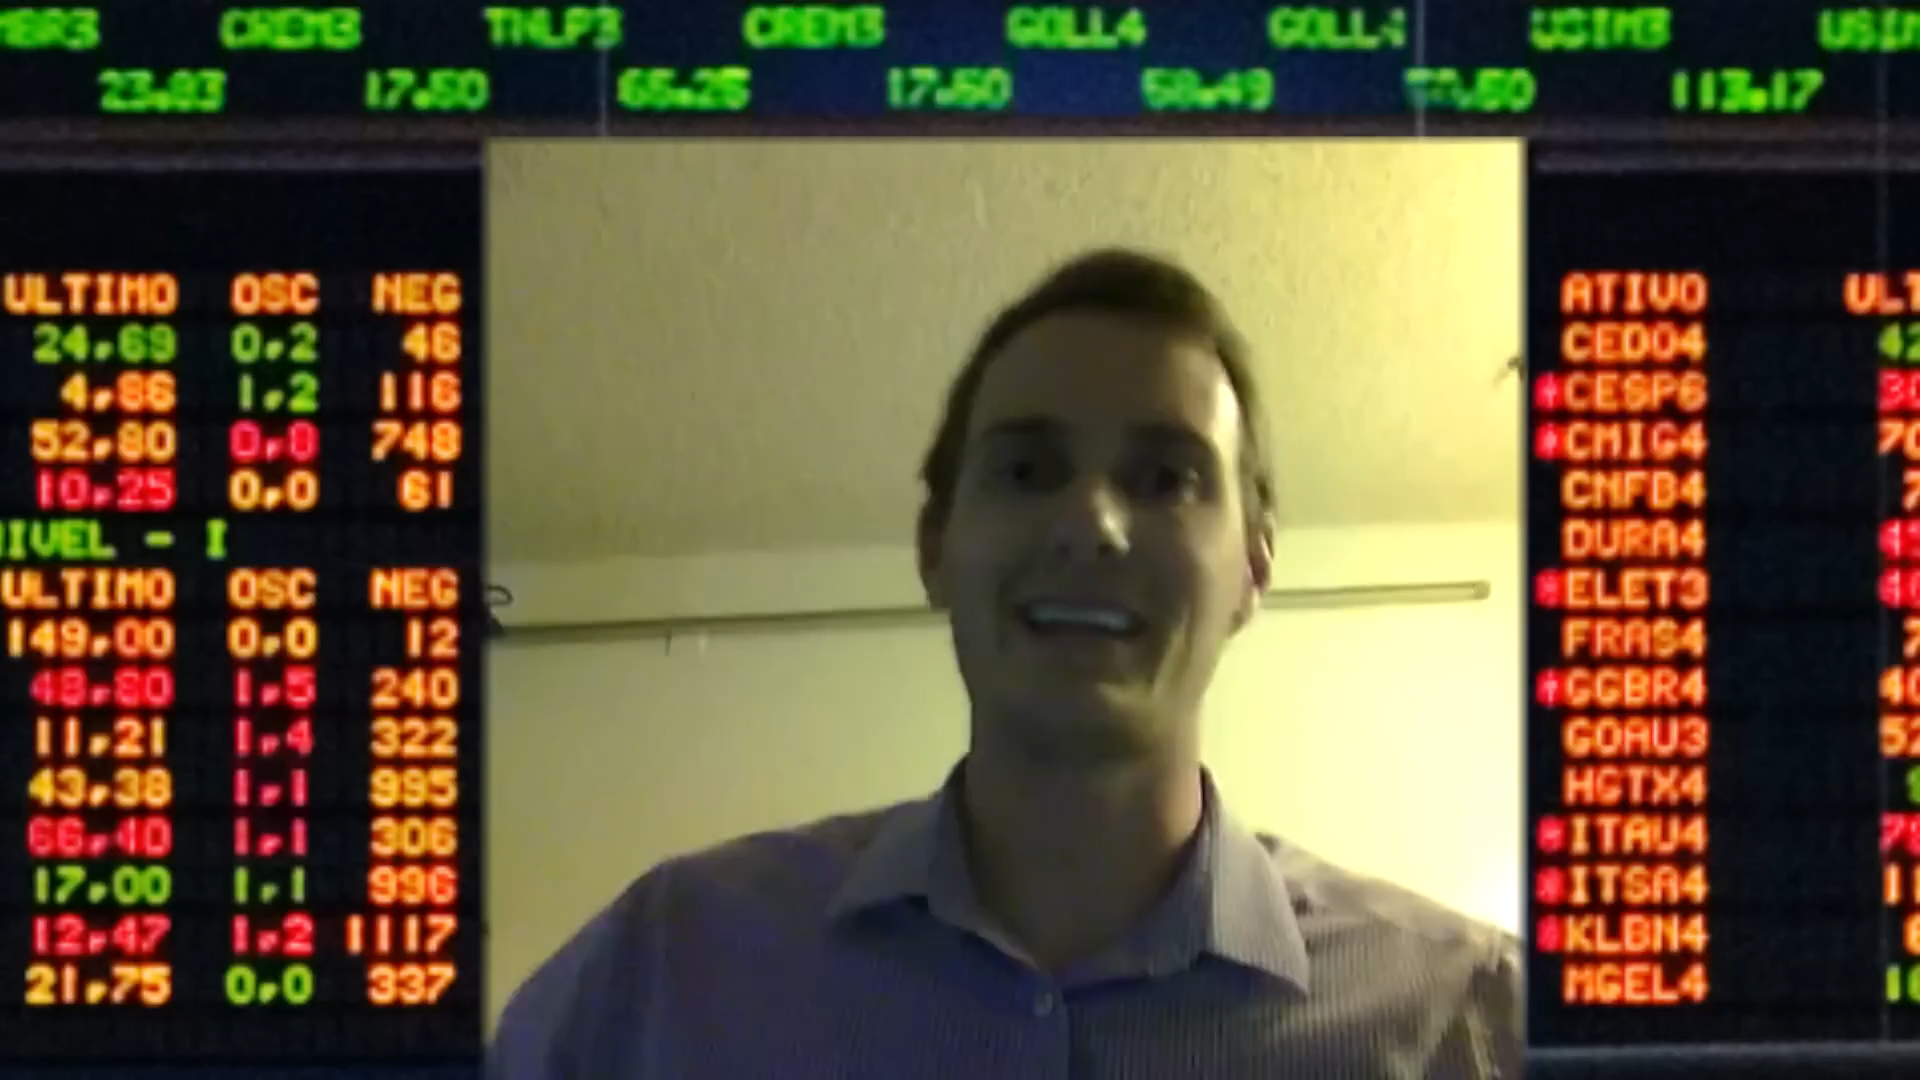 CREM3 TNLP3 CREM3 GOLL4 GOLL4 USIM3
23.83 17.50 65.25 17.50 58.49 113.17
ULTIMO OSC NEG
24,69 0,2 46
4,86 1,2 116
52,80 0,8 748
10,25 0,0 61
NIVEL - I
ULTIMO OSC NEG
149,00 0,0 12
48,80 1,5 240
11,21 1,4 322
43,38 1,1 995
66,40 1,1 306
17,00 1,1 996
12,47 1,2 1117
21,75 0,0 337
ATIVO
CEDO4
CESP6
CMIG4
CNFB4
DURA4
ELET3
FRAS4
GGBR4
GOAU3
HGTX4
ITAU4
ITSA4
KLBN4
MGEL4